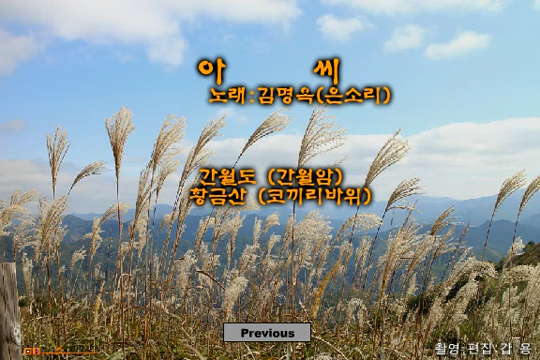 아 씨
노래:김명옥(은소리)
간월도 (간월암)
황금산 (코끼리바위)
Previous
촬영.편집:갑 용